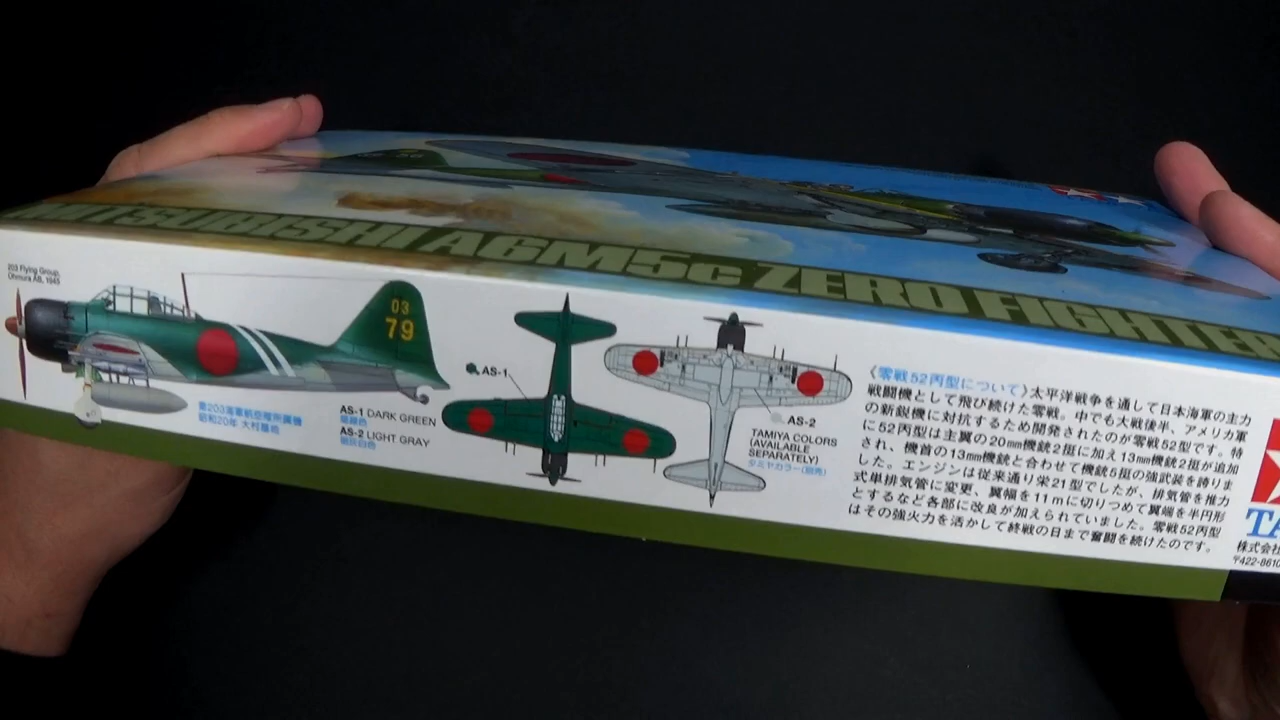 MITSUBISHI A6M5c ZERO FIGHTER
203 Flying Group,
Ohmura AB, 1945
03
79
第203海軍航空隊所属機
昭和20年 大村基地
AS-1 DARK GREEN
暗緑色
AS-2 LIGHT GRAY
明灰白色
AS-1
AS-2
TAMIYA COLORS
(AVAILABLE
SEPARATELY)
タミヤカラー(別売)
《零戦52丙型について》太平洋戦争を通して日本海軍の主力
戦闘機として飛び続けた零戦。中でも大戦後半、アメリカ軍
の新鋭機に対抗するため開発されたのが零戦52型です。特
に52丙型は主翼の20mm機銃2挺に加え13mm機銃2挺が追加
され、機首の13mm機銃と合わせて機銃5挺の強武装を誇りま
した。エンジンは従来通り栄21型でしたが、排気管を推力
式単排気管に変更、翼幅を11mに切りつめて翼端を半円形
とするなど各部に改良が加えられていました。零戦52丙型
はその強火力を活かして終戦の日まで奮闘を続けたのです。
TA
株式会社
〒422-8610